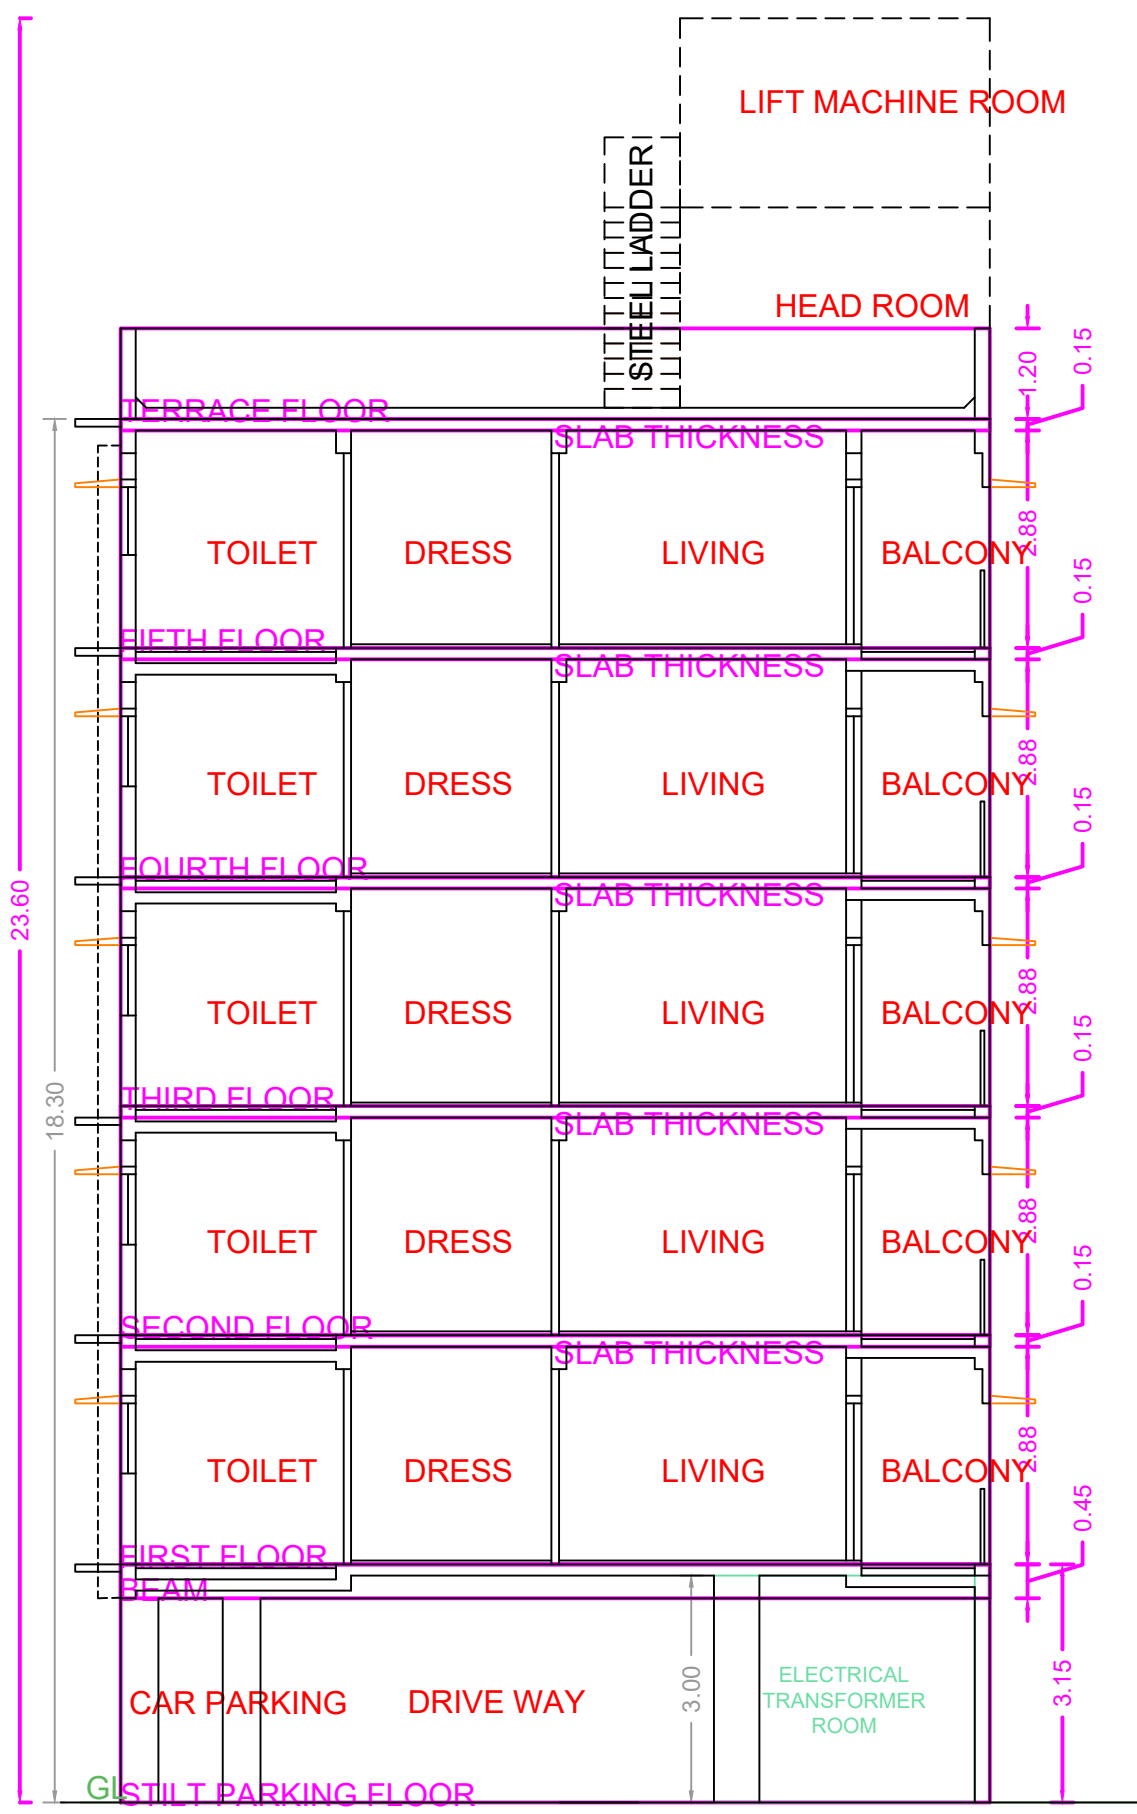 LIFT MACHINE ROOM
STEEL LADDER
HEAD ROOM
1.20
0.15
TERRACE FLOOR
SLAB THICKNESS
TOILET
DRESS
LIVING
BALCONY
2.88
0.15
FIFTH FLOOR
SLAB THICKNESS
TOILET
DRESS
LIVING
BALCONY
2.88
0.15
FOURTH FLOOR
SLAB THICKNESS
23.60
TOILET
DRESS
LIVING
BALCONY
2.88
0.15
THIRD FLOOR
18.30
SLAB THICKNESS
TOILET
DRESS
LIVING
BALCONY
2.88
0.15
SECOND FLOOR
SLAB THICKNESS
TOILET
DRESS
LIVING
BALCONY
2.88
0.45
FIRST FLOOR
BEAM
CAR PARKING
DRIVE WAY
3.00
ELECTRICAL
TRANSFORMER
ROOM
3.15
GL
STILT PARKING FLOOR